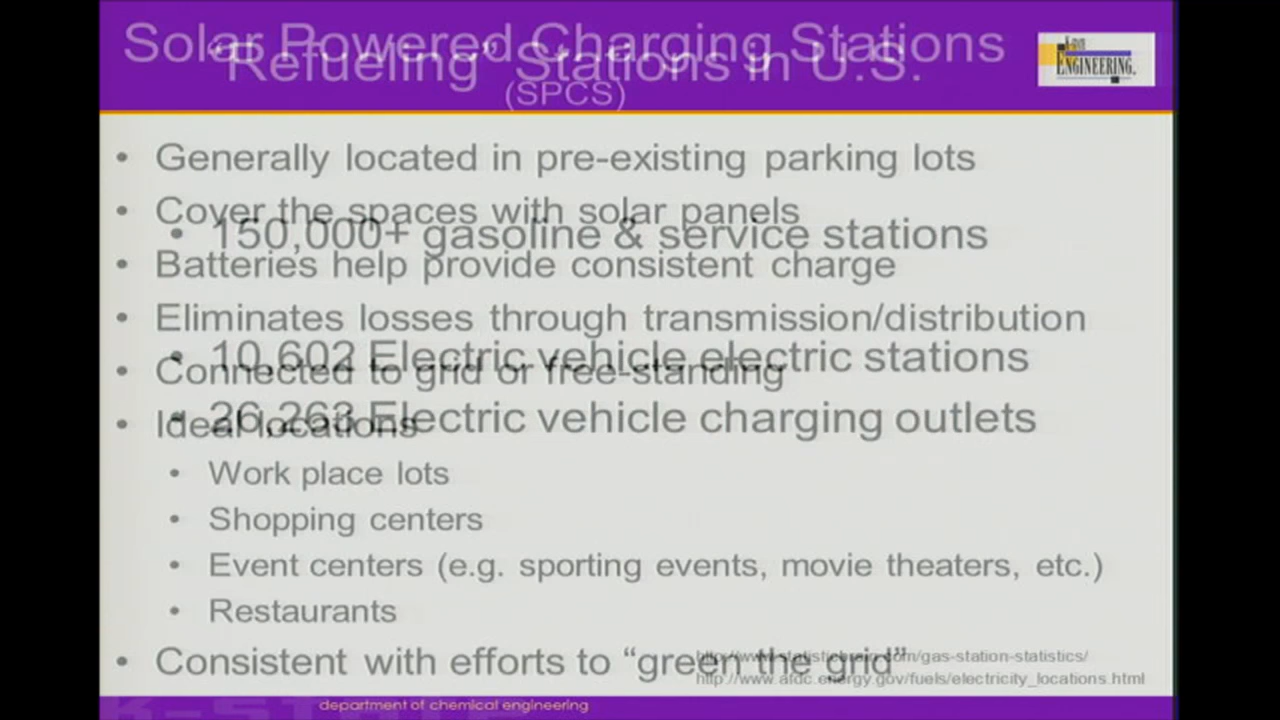 Solar Powered Charging Stations
"Refueling" Stations in U.S.
(SPCS)
ENGINEERING.
• Generally located in pre-existing parking lots
• Cover the spaces with solar panels
• 150,000+ gasoline & service stations
• Batteries help provide consistent charge
• Eliminates losses through transmission/distribution
• 10,602 Electric vehicle electric stations
• Connected to grid or free-standing
• 26,263 Electric vehicle charging outlets
• Ideal locations
• Work place lots
• Shopping centers
• Event centers (e.g. sporting events, movie theaters, etc.)
• Restaurants
• Consistent with efforts to “green the grid”
http://www.statisticbrain.com/gas-station-statistics/
http://www.afdc.energy.gov/fuels/electricity_locations.html
K-STATE
department of chemical engineering